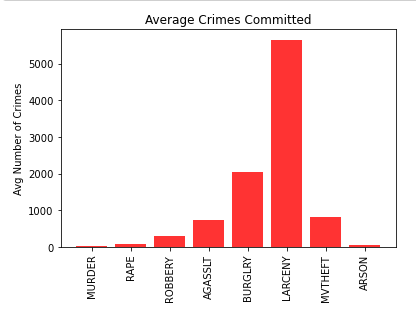 Average Crimes Committed
Avg Number of Crimes
5000
4000
3000
2000
1000
0
MURDER
RAPE
ROBBERY
AGASSLT
BURGLRY
LARCENY
MVTHEFT
ARSON